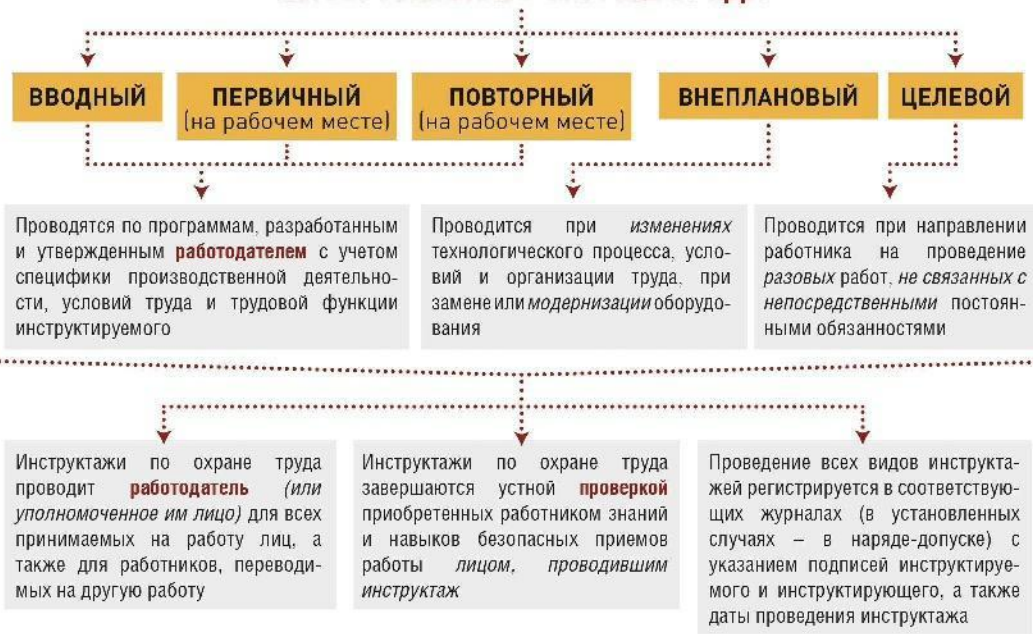 ВВОДНЫЙ
ПЕРВИЧНЫЙ
(на рабочем месте)
ПОВТОРНЫЙ
(на рабочем месте)
ВНЕПЛАНОВЫЙ
ЦЕЛЕВОЙ
Проводятся по программам, разработанным
и утвержденным работодателем с учетом
специфики производственной деятельно-
сти, условий труда и трудовой функции
инструктируемого
Проводится при изменениях
технологического процесса, усло-
вий и организации труда, при
замене или модернизации оборудо-
вания
Проводится при направлении
работника на проведение
разовых работ, не связанных с
непосредственными постоян-
ными обязанностями
Инструктажи по охране труда
проводит работодатель (или
уполномоченное им лицо) для всех
принимаемых на работу лиц, а
также для работников, переводи-
мых на другую работу
Инструктажи по охране труда
завершаются устной проверкой
приобретенных работником знаний
и навыков безопасных приемов
работы лицом, проводившим
инструктаж
Проведение всех видов инструкта-
жей регистрируется в соответствую-
щих журналах (в установленных
случаях – в наряде-допуске) с
указанием подписей инструктируе-
мого и инструктирующего, а также
даты проведения инструктажа